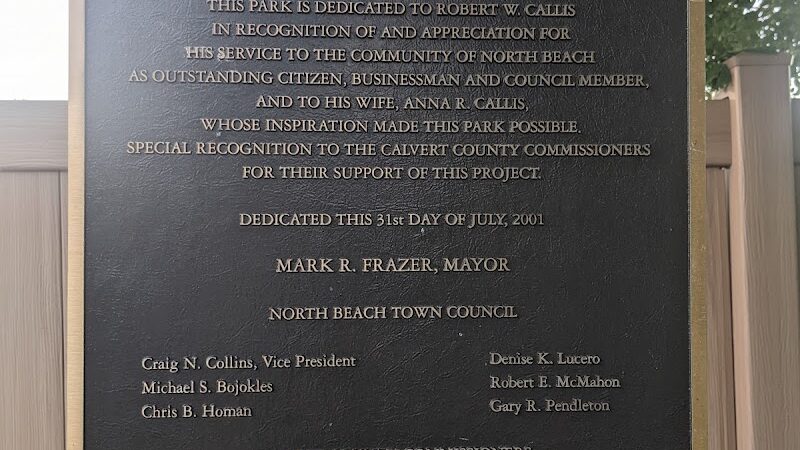 THIS PARK IS DEDICATED TO ROBERT W. CALLIS
IN RECOGNITION OF AND APPRECIATION FOR
HIS SERVICE TO THE COMMUNITY OF NORTH BEACH
AS OUTSTANDING CITIZEN, BUSINESSMAN AND COUNCIL MEMBER,
AND TO HIS WIFE, ANNA R. CALLIS,
WHOSE INSPIRATION MADE THIS PARK POSSIBLE.
SPECIAL RECOGNITION TO THE CALVERT COUNTY COMMISSIONERS
FOR THEIR SUPPORT OF THIS PROJECT.
DEDICATED THIS 31st DAY OF JULY, 2001
MARK R. FRAZER, MAYOR
NORTH BEACH TOWN COUNCIL
Craig N. Collins, Vice President
Michael S. Bojokles
Chris B. Homan
Denise K. Lucero
Robert E. McMahon
Gary R. Pendleton